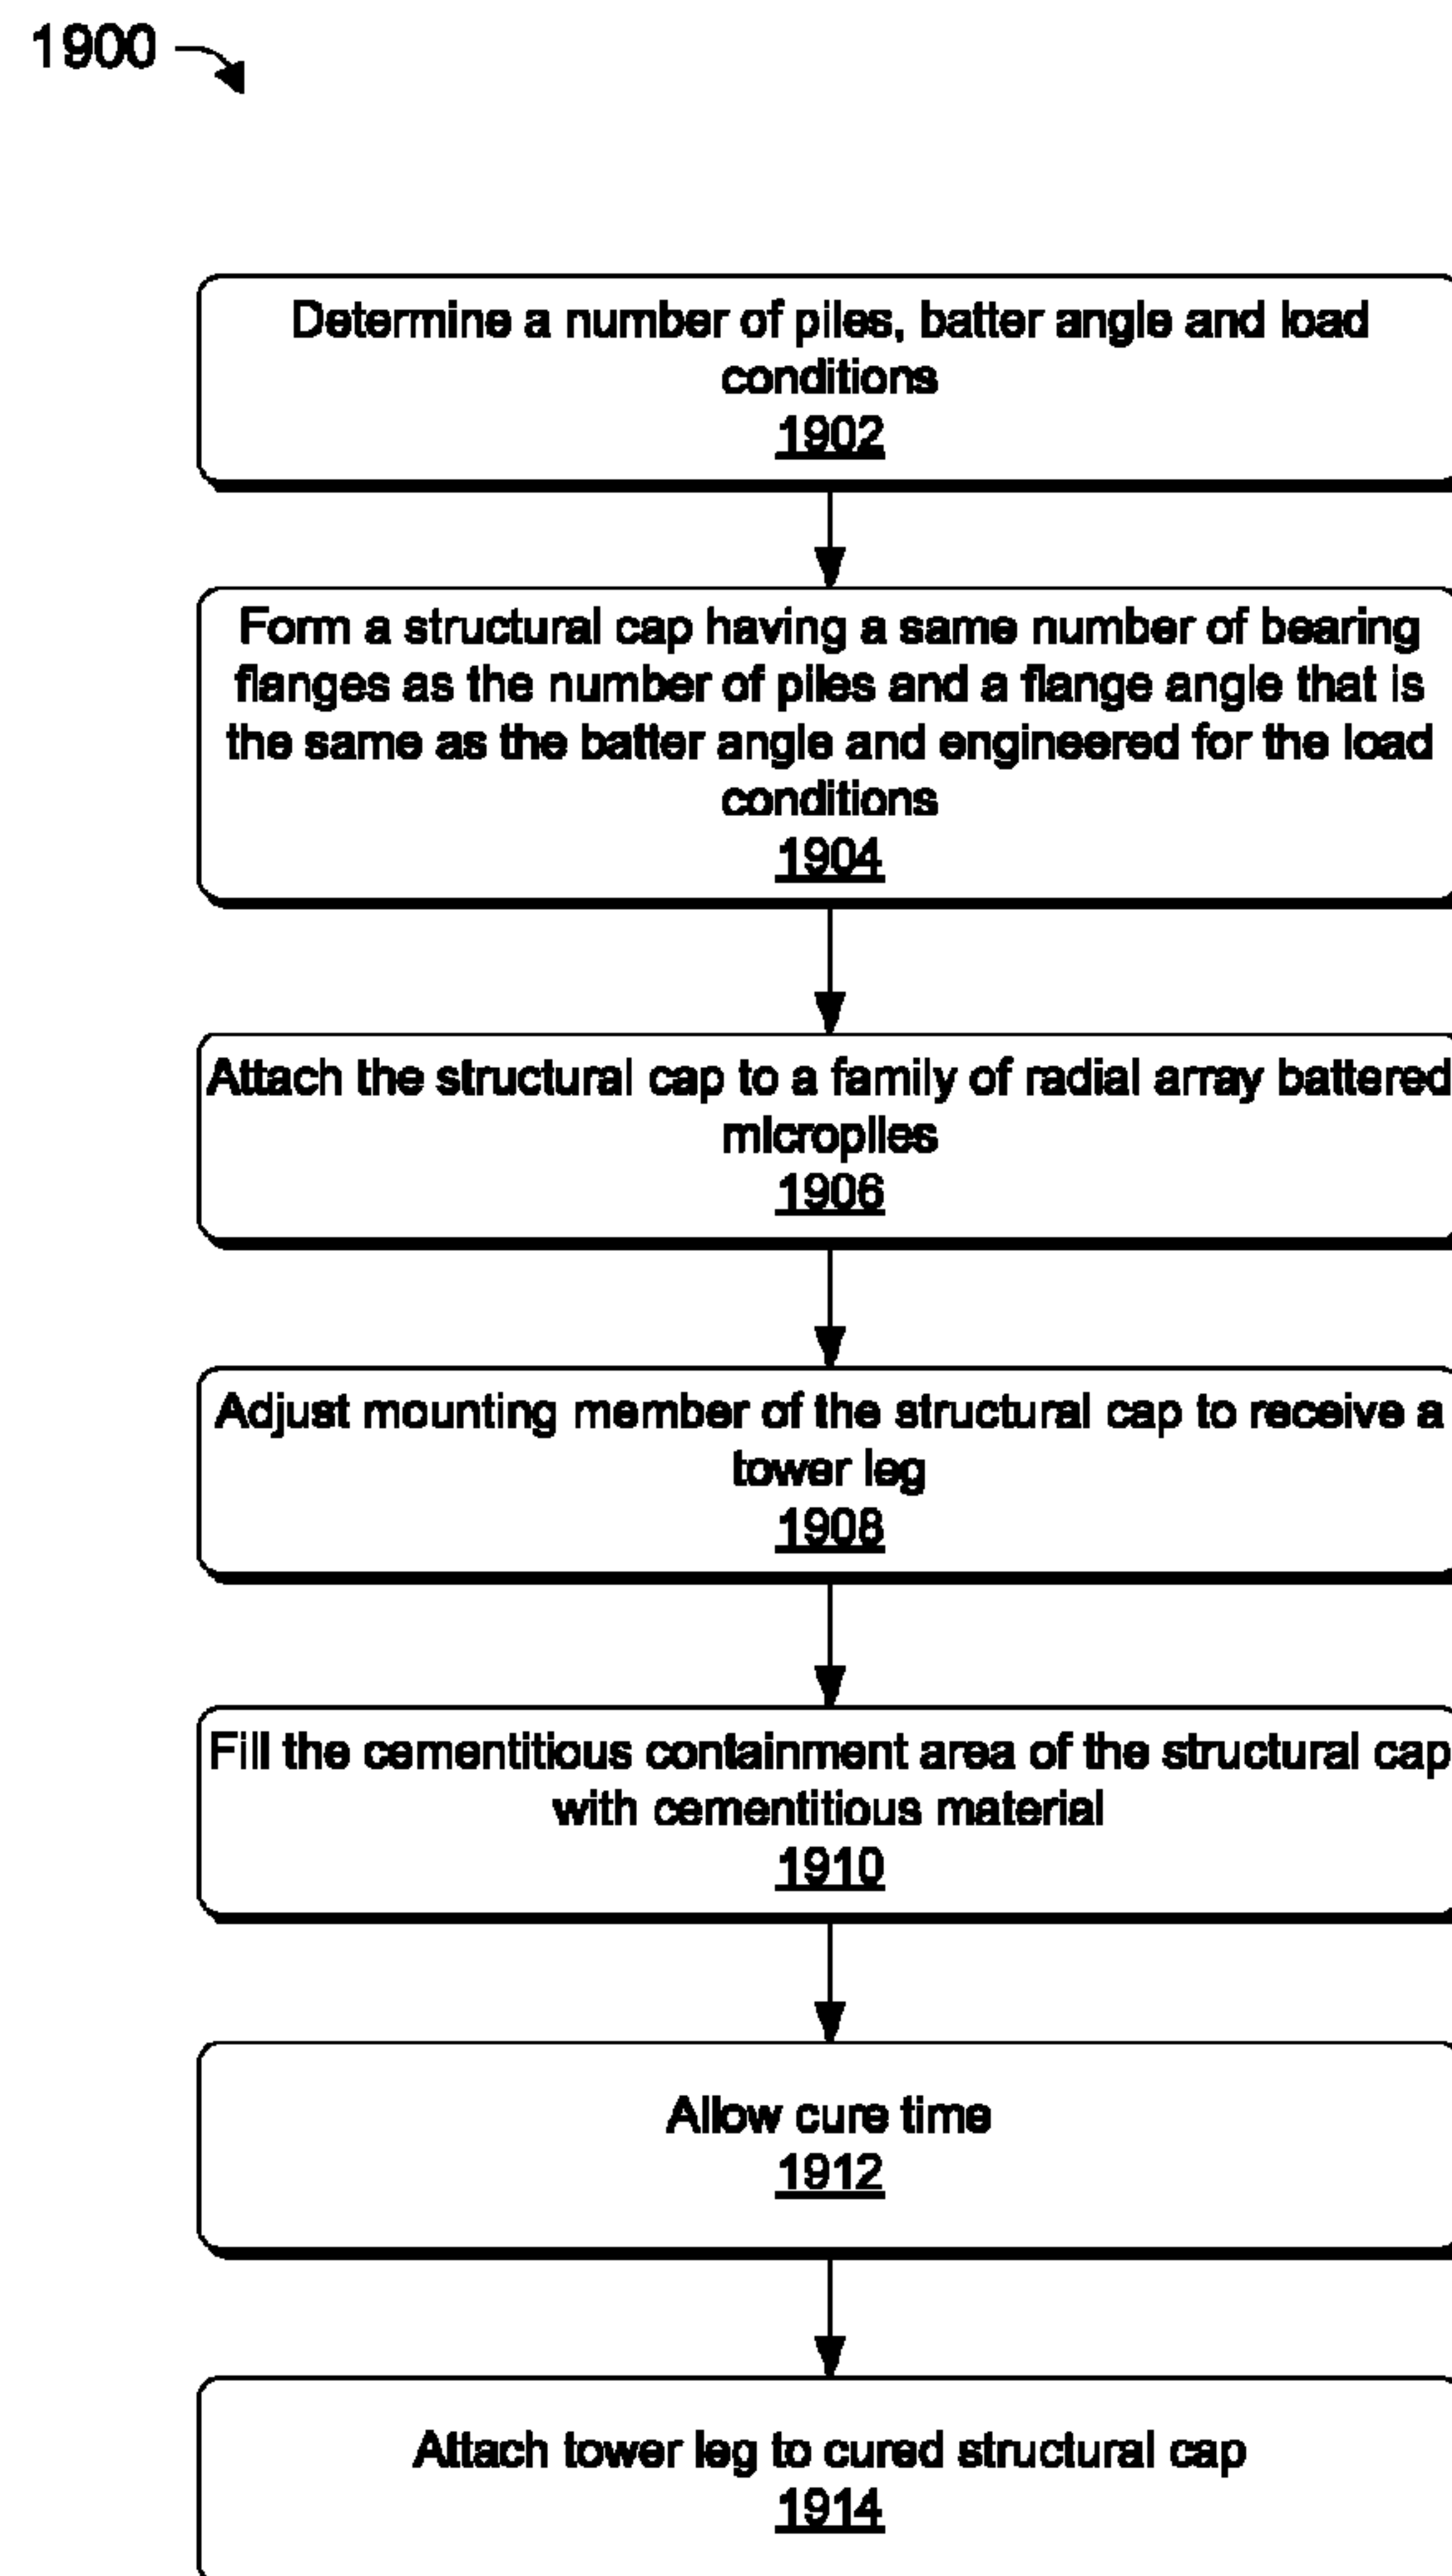 1900
Determine a number of piles, batter angle and load
conditions
1902
Form a structural cap having a same number of bearing
flanges as the number of piles and a flange angle that is
the same as the batter angle and engineered for the load
conditions
1904
Attach the structural cap to a family of radial array battered
micropiles
1906
Adjust mounting member of the structural cap to receive a
tower leg
1908
Fill the cementitious containment area of the structural cap
with cementitious material
1910
Allow cure time
1912
Attach tower leg to cured structural cap
1914